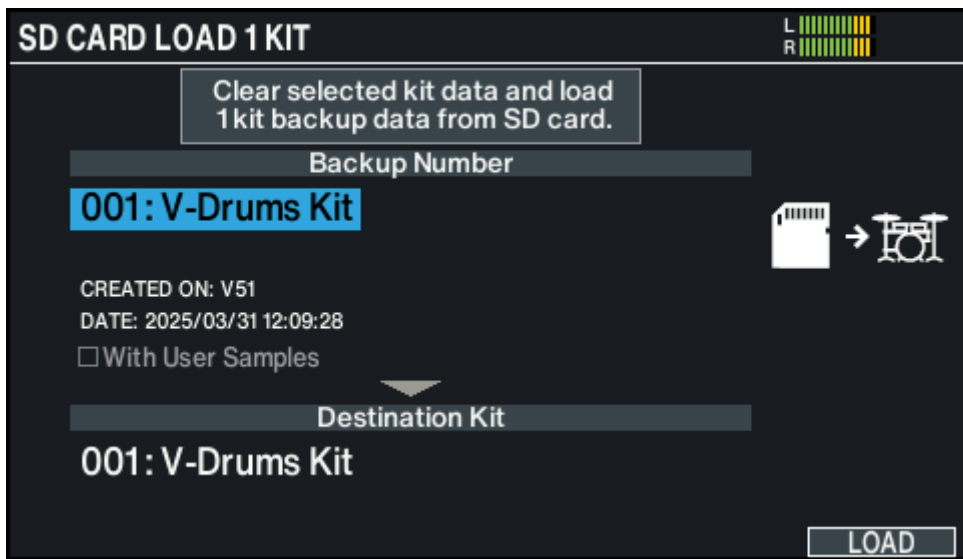 SD CARD LOAD 1 KIT
L
R
Clear selected kit data and load
1kit backup data from SD card.
Backup Number
001: V-Drums Kit
CREATED ON: V51
DATE: 2025/03/31 12:09:28
With User Samples
Destination Kit
001: V-Drums Kit
LOAD